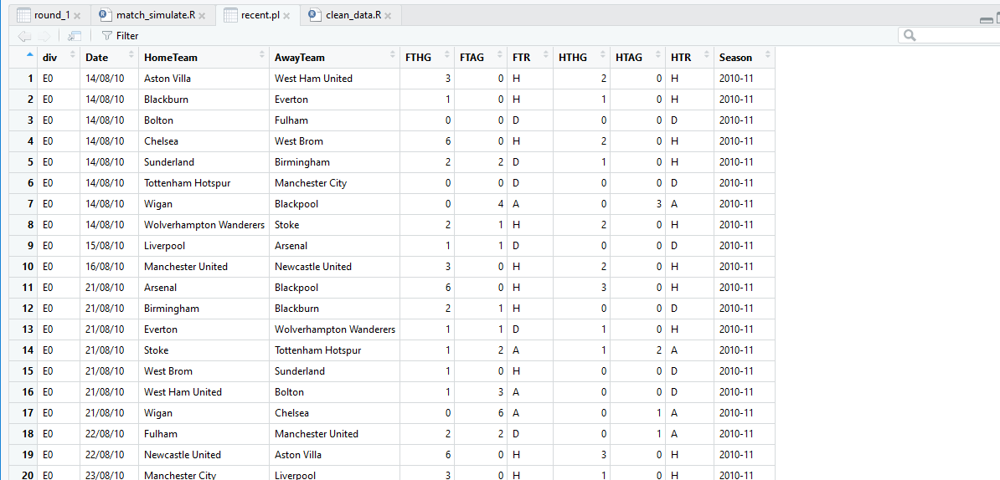 round_1 match_simulate.R recent.pl clean_data.R
Filter
div Date HomeTeam AwayTeam FTHG FTAG FTR HTHG HTAG HTR Season
1 E0 14/08/10 Aston Villa West Ham United 3 0 H 2 0 H 2010-11
2 E0 14/08/10 Blackburn Everton 1 0 H 1 0 H 2010-11
3 E0 14/08/10 Bolton Fulham 0 0 D 0 0 D 2010-11
4 E0 14/08/10 Chelsea West Brom 6 0 H 2 0 H 2010-11
5 E0 14/08/10 Sunderland Birmingham 2 2 D 1 0 H 2010-11
6 E0 14/08/10 Tottenham Hotspur Manchester City 0 0 D 0 0 D 2010-11
7 E0 14/08/10 Wigan Blackpool 0 4 A 0 3 A 2010-11
8 E0 14/08/10 Wolverhampton Wanderers Stoke 2 1 H 2 0 H 2010-11
9 E0 15/08/10 Liverpool Arsenal 1 1 D 0 0 D 2010-11
10 E0 16/08/10 Manchester United Newcastle United 3 0 H 2 0 H 2010-11
11 E0 21/08/10 Arsenal Blackpool 6 0 H 3 0 H 2010-11
12 E0 21/08/10 Birmingham Blackburn 2 1 H 0 0 D 2010-11
13 E0 21/08/10 Everton Wolverhampton Wanderers 1 1 D 1 0 H 2010-11
14 E0 21/08/10 Stoke Tottenham Hotspur 1 2 A 1 2 A 2010-11
15 E0 21/08/10 West Brom Sunderland 1 0 H 0 0 D 2010-11
16 E0 21/08/10 West Ham United Bolton 1 3 A 0 0 D 2010-11
17 E0 21/08/10 Wigan Chelsea 0 6 A 0 1 A 2010-11
18 E0 22/08/10 Fulham Manchester United 2 2 D 0 1 A 2010-11
19 E0 22/08/10 Newcastle United Aston Villa 6 0 H 3 0 H 2010-11
20 E0 23/08/10 Manchester City Liverpool 3 0 H 1 0 H 2010-11